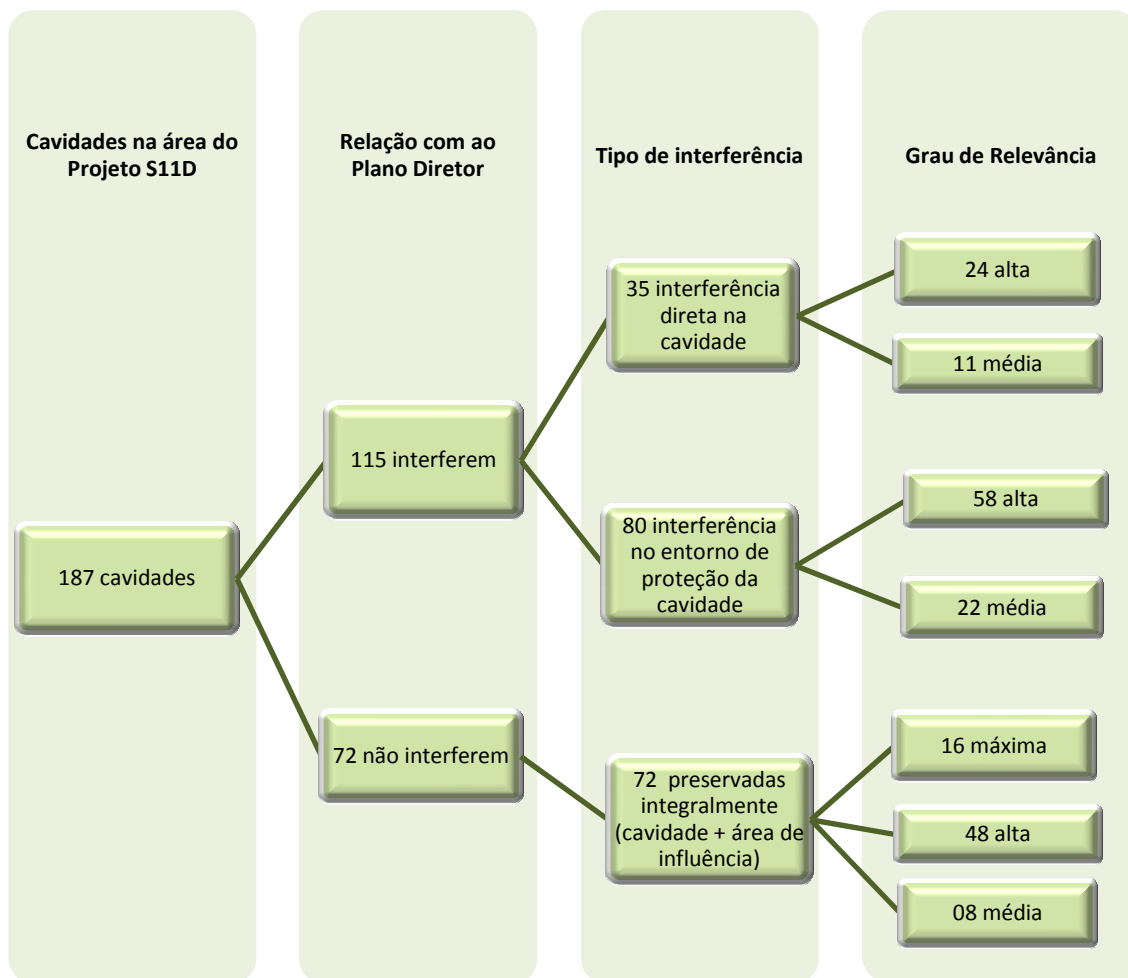 Cavidades na área do
Projeto S11D
Relação com ao
Plano Diretor
Tipo de interferência
Grau de Relevância
187 cavidades
115 interferem
72 não interferem
35 interferência
direta na
cavidade
80 interferência
no entorno de
proteção da
cavidade
72 preservadas
integralmente
(cavidade + área de
influência)
24 alta
11 média
58 alta
22 média
16 máxima
48 alta
08 média